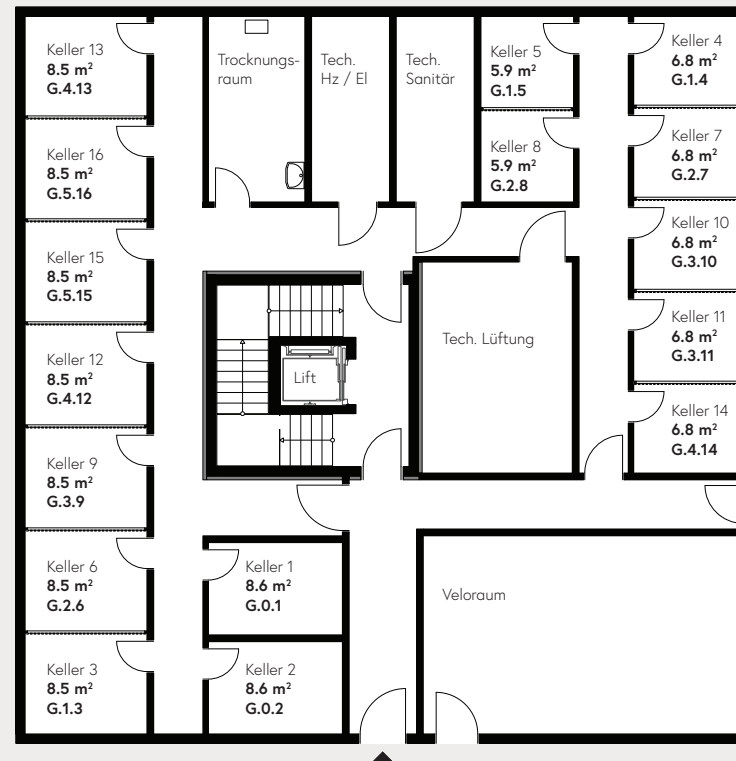 Keller 13
8.5 m²
G.4.13
Keller 16
8.5 m²
G.5.16
Keller 15
8.5 m²
G.5.15
Keller 12
8.5 m²
G.4.12
Keller 9
8.5 m²
G.3.9
Keller 6
8.5 m²
G.2.6
Keller 3
8.5 m²
G.1.3
Trocknungs-
raum
Tech.
Hz / El
Tech.
Sanitär
Keller 5
5.9 m²
G.1.5
Keller 8
5.9 m²
G.2.8
Keller 4
6.8 m²
G.1.4
Keller 7
6.8 m²
G.2.7
Keller 10
6.8 m²
G.3.10
Keller 11
6.8 m²
G.3.11
Keller 14
6.8 m²
G.4.14
Tech. Lüftung
Lift
Keller 1
8.6 m²
G.0.1
Keller 2
8.6 m²
G.0.2
Veloraum